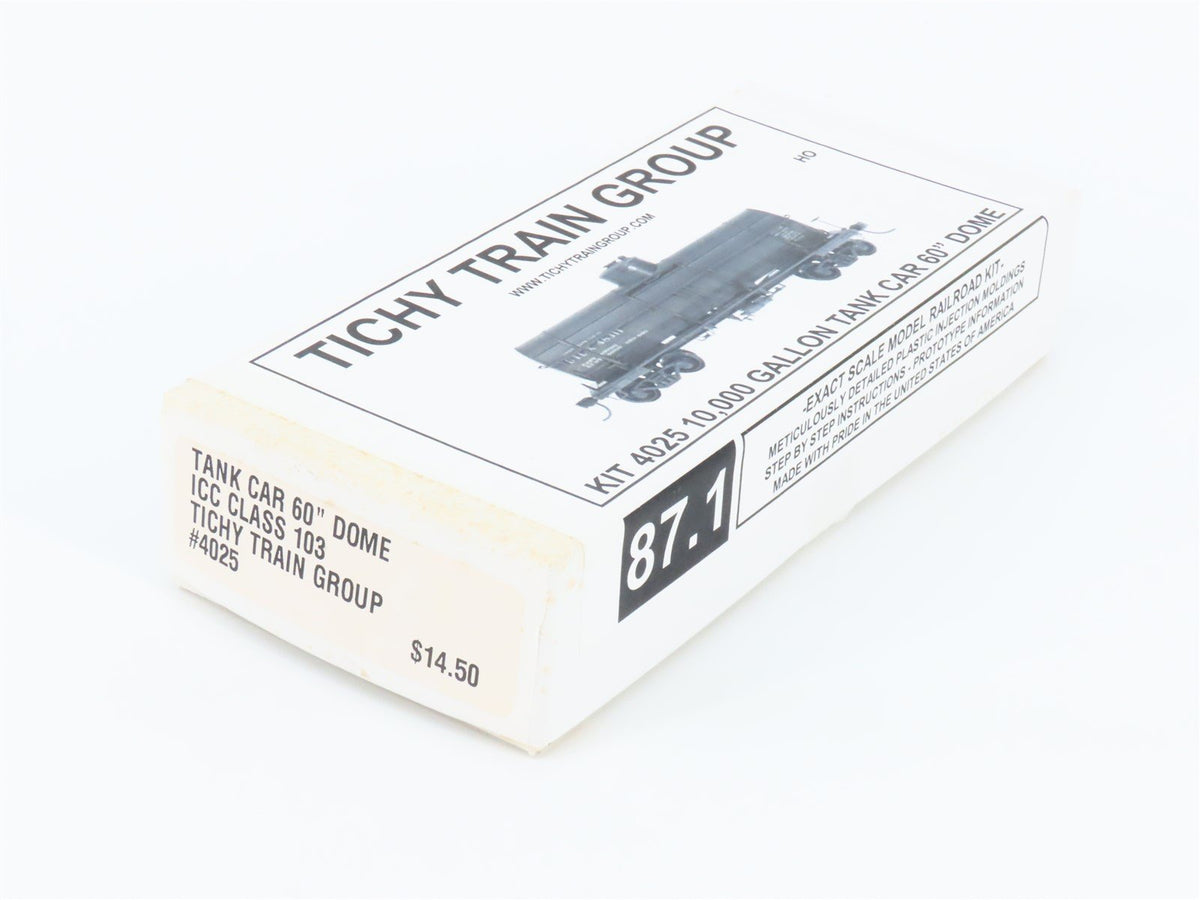 TICHY TRAIN GROUP
WWW.TICHYTRAINGROUP.COM
HO
KIT 4025 10,000 GALLON TANK CAR 60" DOME
87.1
-EXACT SCALE MODEL RAILROAD KIT-
METICULOUSLY DETAILED PLASTIC INJECTION MOLDINGS
STEP BY STEP INSTRUCTIONS - PROTOTYPE INFORMATION
MADE WITH PRIDE IN THE UNITED STATES OF AMERICA
TANK CAR 60" DOME
ICC CLASS 103
TICHY TRAIN GROUP
#4025
$14.50